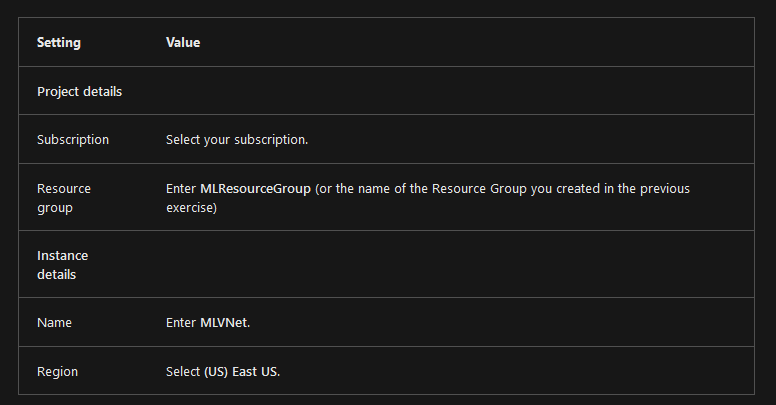 Setting Value
Project details
Subscription Select your subscription.
Resource group Enter MLResourceGroup (or the name of the Resource Group you created in the previous exercise)
Instance details
Name Enter MLVNet.
Region Select (US) East US.